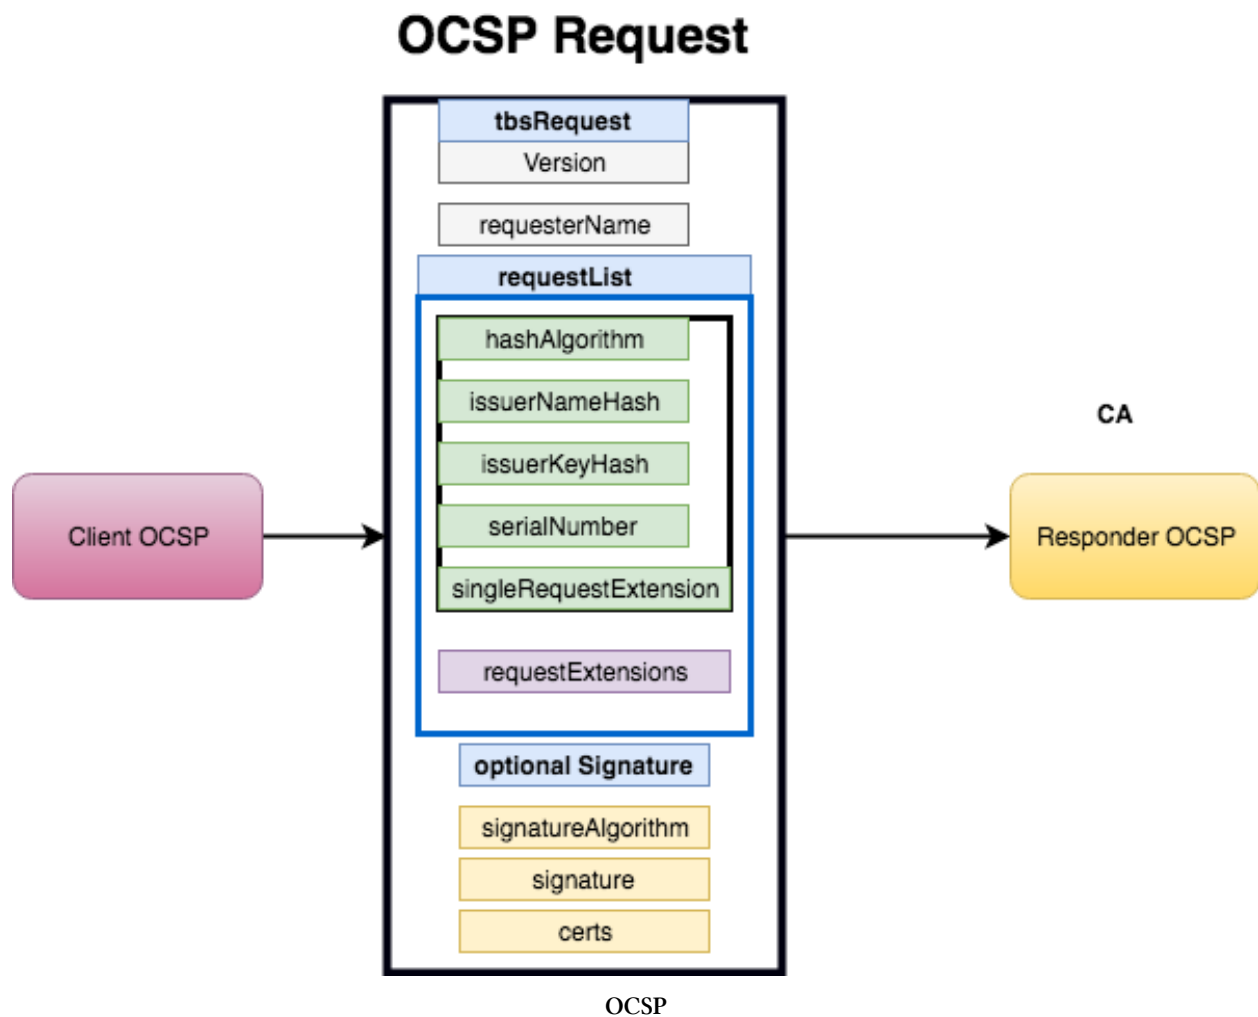 OCSP Request
tbsRequest
Version
requesterName
requestList
hashAlgorithm
issuerNameHash
issuerKeyHash
serialNumber
singleRequestExtension
requestExtensions
optional Signature
signatureAlgorithm
signature
certs
Client OCSP
CA
Responder OCSP
OCSP